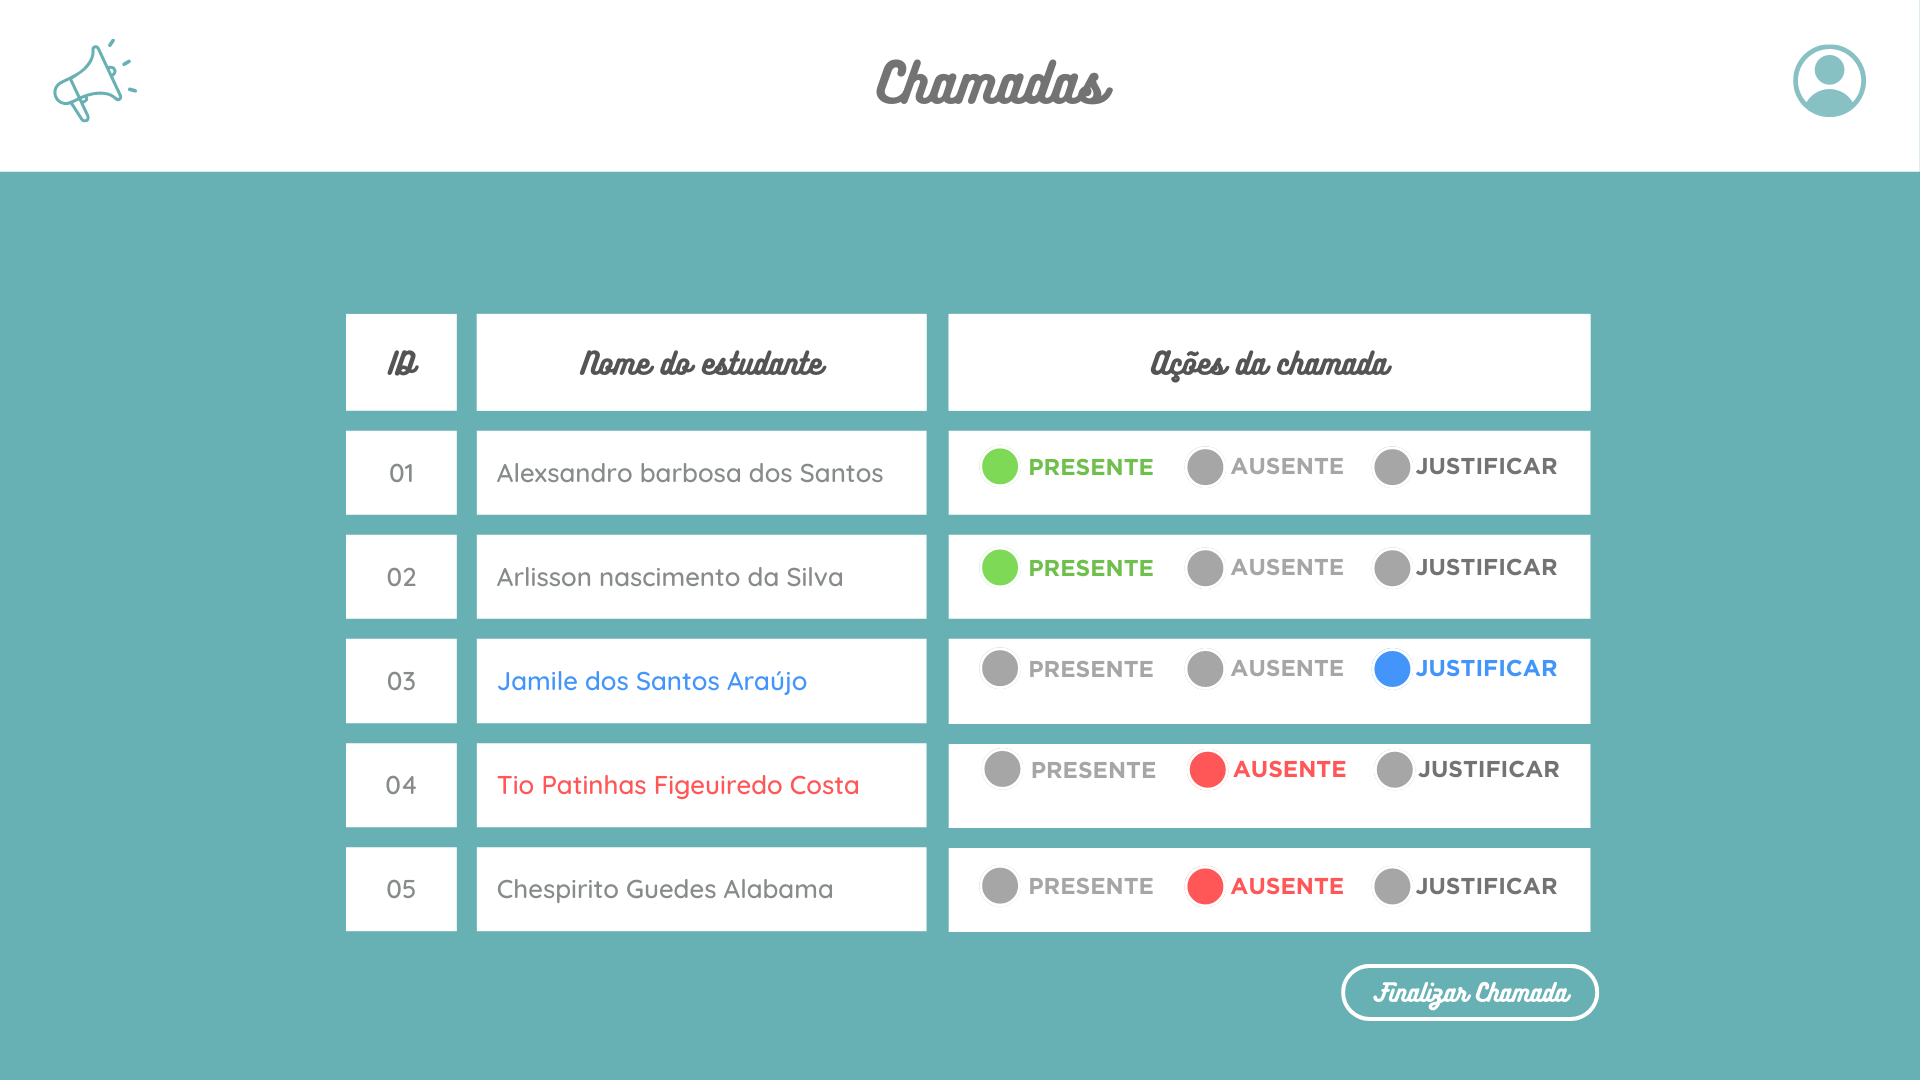 Chamadas
ID Nome do estudante Ações da chamada
01 Alexsandro barbosa dos Santos PRESENTE AUSENTE JUSTIFICAR
02 Arlisson nascimento da Silva PRESENTE AUSENTE JUSTIFICAR
03 Jamile dos Santos Araújo PRESENTE AUSENTE JUSTIFICAR
04 Tio Patinhas Figeuiredo Costa PRESENTE AUSENTE JUSTIFICAR
05 Chespirito Guedes Alabama PRESENTE AUSENTE JUSTIFICAR
Finalizar Chamada